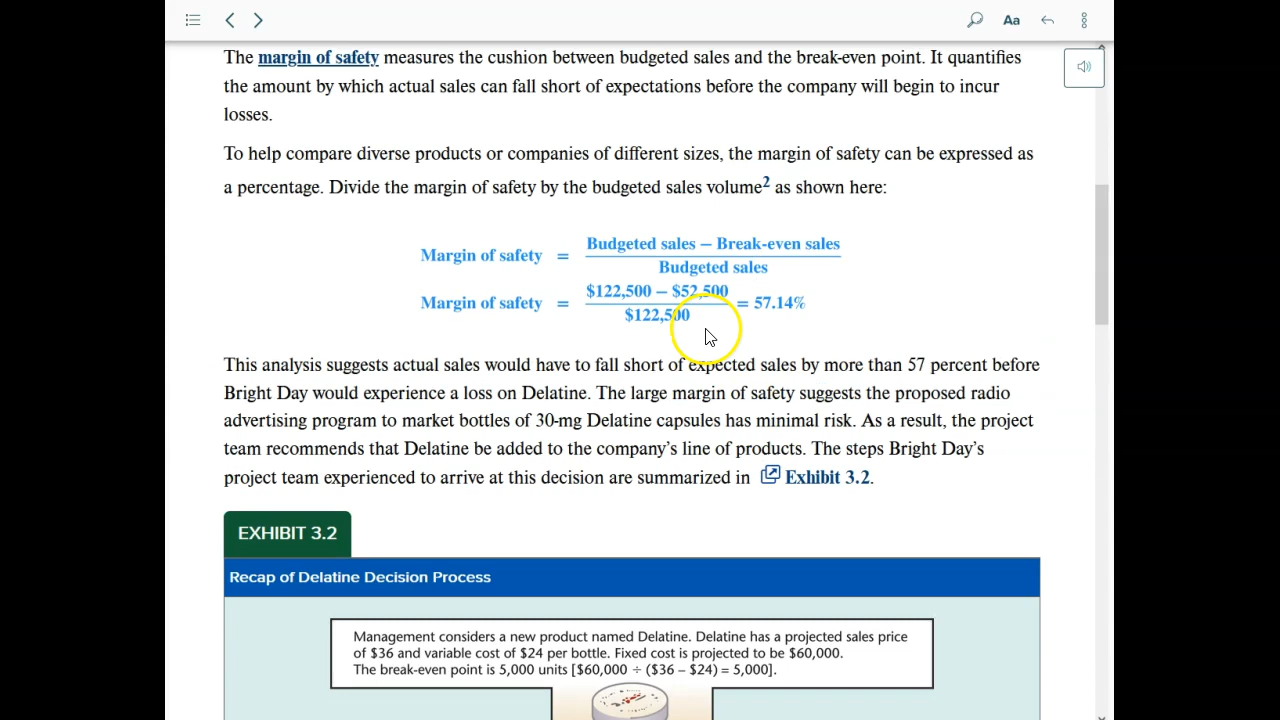 Aa
The margin of safety measures the cushion between budgeted sales and the break-even point. It quantifies
the amount by which actual sales can fall short of expectations before the company will begin to incur
losses.
To help compare diverse products or companies of different sizes, the margin of safety can be expressed as
a percentage. Divide the margin of safety by the budgeted sales volume2 as shown here:
Margin of safety = Budgeted sales − Break-even sales
Budgeted sales
Margin of safety = $122,500 − $52,500 = 57.14%
$122,500
This analysis suggests actual sales would have to fall short of expected sales by more than 57 percent before
Bright Day would experience a loss on Delatine. The large margin of safety suggests the proposed radio
advertising program to market bottles of 30-mg Delatine capsules has minimal risk. As a result, the project
team recommends that Delatine be added to the company's line of products. The steps Bright Day's
project team experienced to arrive at this decision are summarized in Exhibit 3.2.
EXHIBIT 3.2
Recap of Delatine Decision Process
Management considers a new product named Delatine. Delatine has a projected sales price
of $36 and variable cost of $24 per bottle. Fixed cost is projected to be $60,000.
The break-even point is 5,000 units [$60,000 ÷ ($36 – $24) = 5,000].